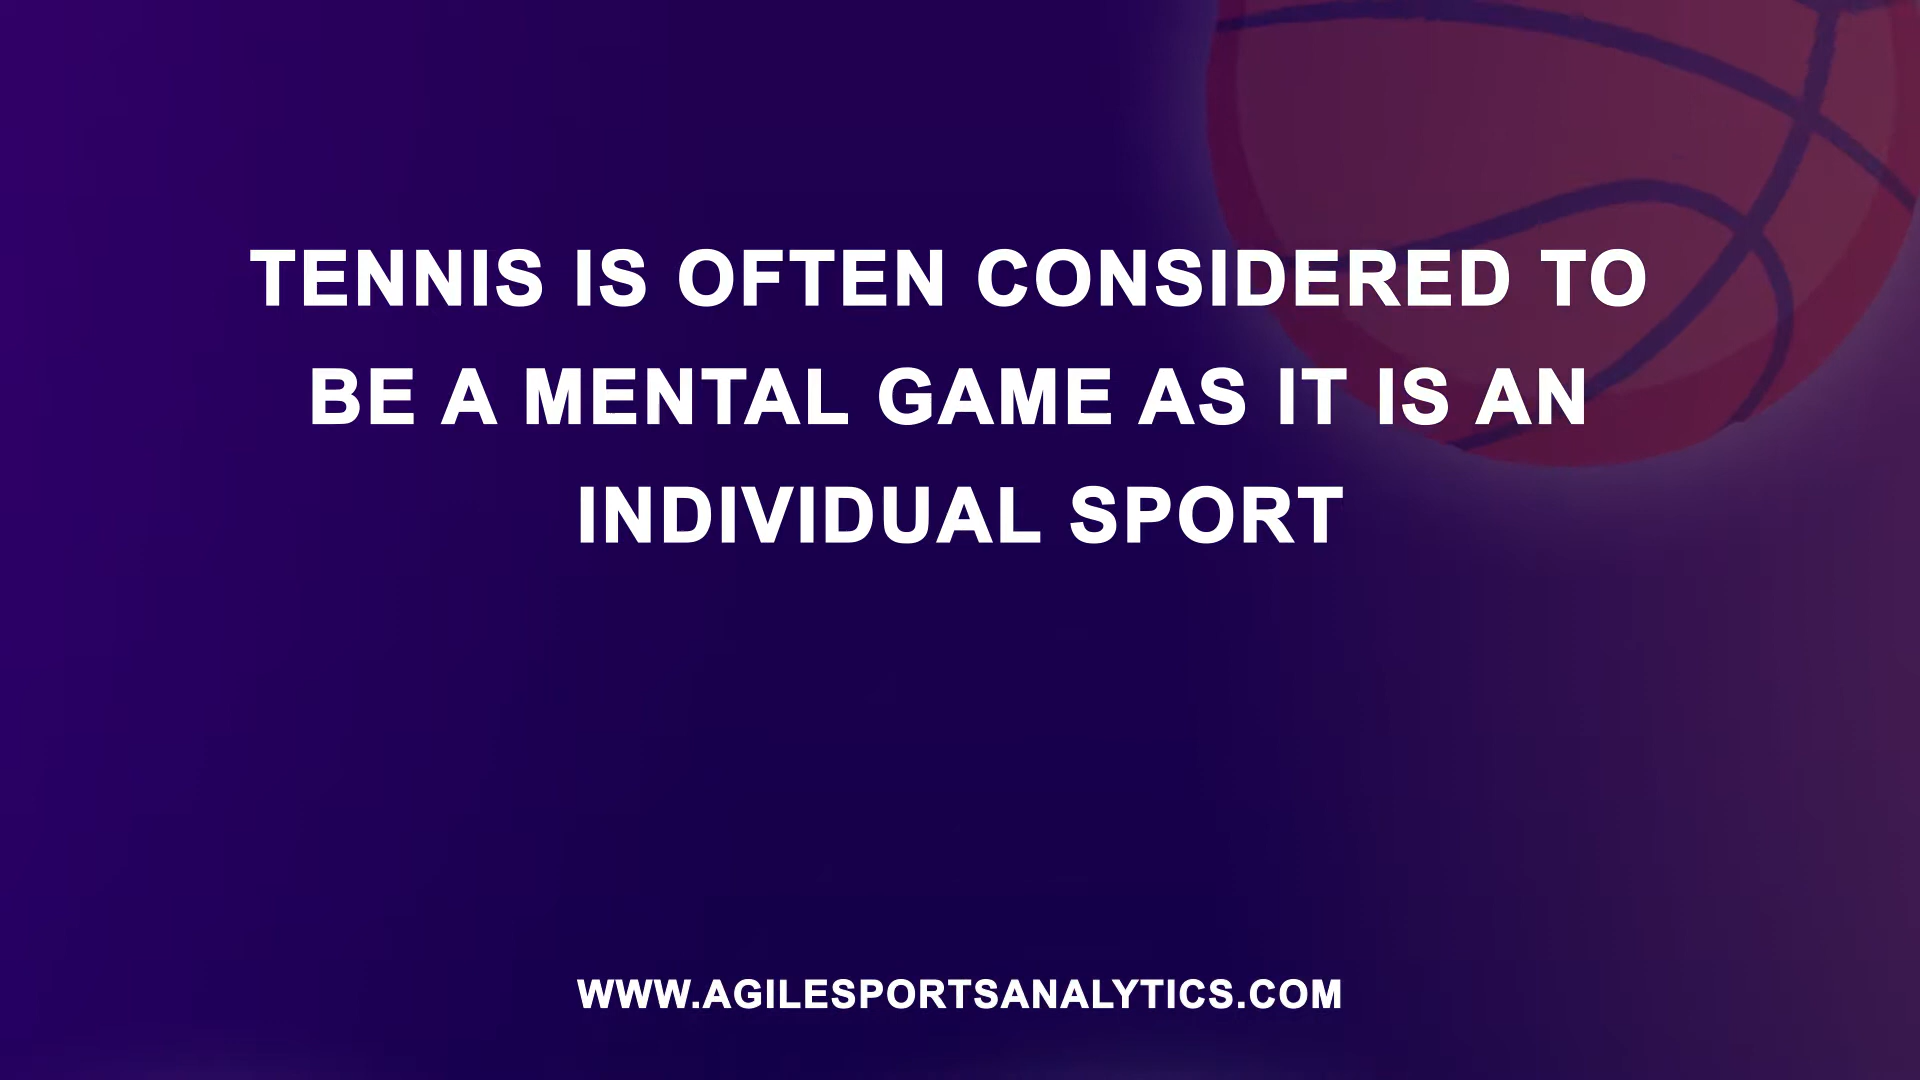 TENNIS IS OFTEN CONSIDERED TO
BE A MENTAL GAME AS IT IS AN
INDIVIDUAL SPORT
WWW.AGILESPORTSANALYTICS.COM